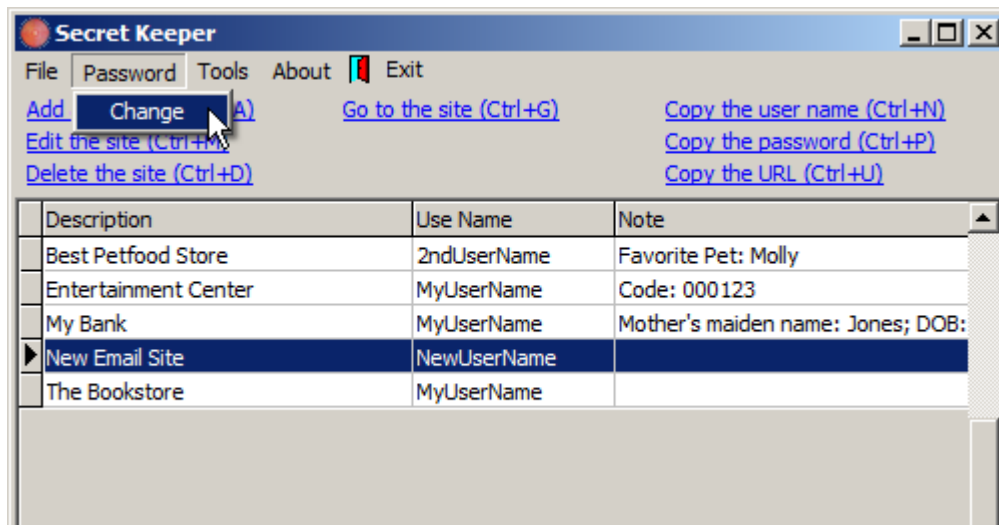 Secret Keeper
File Password Tools About Exit
Change
Add A) Go to the site (Ctrl+G) Copy the user name (Ctrl+N)
Edit the site (Ctrl+M) Copy the password (Ctrl+P)
Delete the site (Ctrl+D) Copy the URL (Ctrl+U)
Description Use Name Note
Best Petfood Store 2ndUserName Favorite Pet: Molly
Entertainment Center MyUserName Code: 000123
My Bank MyUserName Mother's maiden name: Jones; DOB:
New Email Site NewUserName
The Bookstore MyUserName